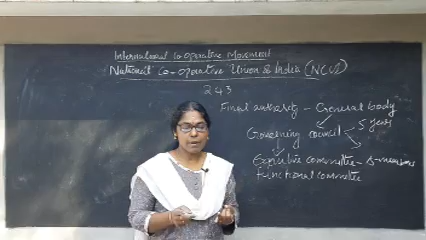 International Co-operative Movement
National Co-operative Union of India (NCUI)
243
Final authority - General body
Governing council 5 years
Executive committee - 8-members
Functional committee